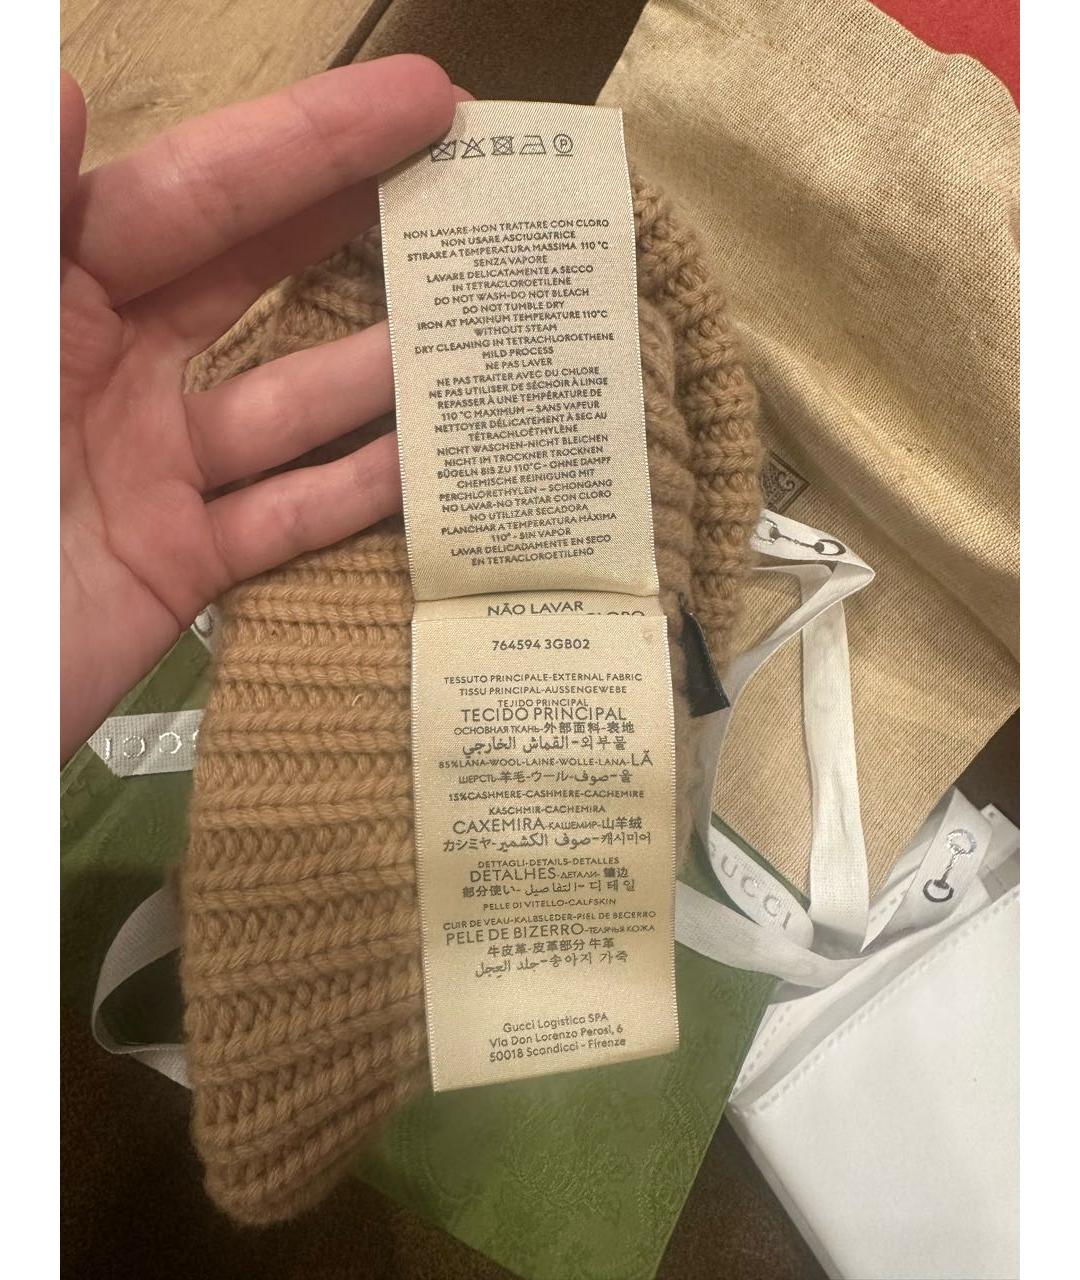 NON LAVARE-NON TRATTARE CON CLORO
NON USARE ASCIUGATRICE
STIRARE A TEMPERATURA MASSIMA 110 °C
SENZA VAPORE
LAVARE DELICATAMENTE A SECCO
IN TETRACLOROETILENE
DO NOT WASH-DO NOT BLEACH
DO NOT TUMBLE DRY
IRON AT MAXIMUM TEMPERATURE 110°C
WITHOUT STEAM
DRY CLEANING IN TETRACHLOROETHENE
MILD PROCESS
NE PAS LAVER
NE PAS TRAITER AVEC DU CHLORE
NE PAS UTILISER DE SÉCHOIR À LINGE
REPASSER À UNE TEMPÉRATURE DE
110 °C MAXIMUM – SANS VAPEUR
NETTOYER DÉLICATEMENT À SEC AU
TÉTRACHLOÉTHYLÈNE
NICHT WASCHEN-NICHT BLEICHEN
NICHT IM TROCKNER TROCKNEN
BÜGELN BIS ZU 110°C - OHNE DAMPF
CHEMISCHE REINIGUNG MIT
PERCHLORETHYLEN – SCHONGANG
NO LAVAR-NO TRATAR CON CLORO
NO UTILIZAR SECADORA
PLANCHAR A TEMPERATURA MÁXIMA
110° - SIN VAPOR
LAVAR DELICADAMENTE EN SECO
EN TETRACLOROETILENO
NÃO LAVAR
CLORO
764594 3GB02
TESSUTO PRINCIPALE-EXTERNAL FABRIC
TISSU PRINCIPAL-AUSSENGEWEBE
TEJIDO PRINCIPAL
TECIDO PRINCIPAL
ОСНОВНАЯ ТКАНЬ-外部面料-表地
القماش الخارجي-외부물
85%LANA-WOOL-LAINE-WOLLE-LANA-LÃ
ШЕРСТЬ-羊毛-ウール-صوف-울
15%CASHMERE-CASHMERE-CACHEMIRE
KASCHMIR-CACHEMIRA
CAXEMIRA-КАШЕМИР-山羊绒
カシミヤ-صوف الكشمير-캐시미어
DETTAGLI-DETAILS-DETALLES
DETALHES-ДЕТАЛИ- 镶边
部分使い- التفاصيل - 디테일
PELLE DI VITELLO-CALFSKIN
CUIR DE VEAU-KALBSLEDER-PIEL DE BECERRO
PELE DE BIZERRO-ТЕЛЯЧЬЯ КОЖА
牛皮革-皮革部分 牛革
جلد العجل-송아지 가죽
Gucci Logistica SPA
Via Don Lorenzo Perosi, 6
50018 Scandicci - Firenze
GUCCI